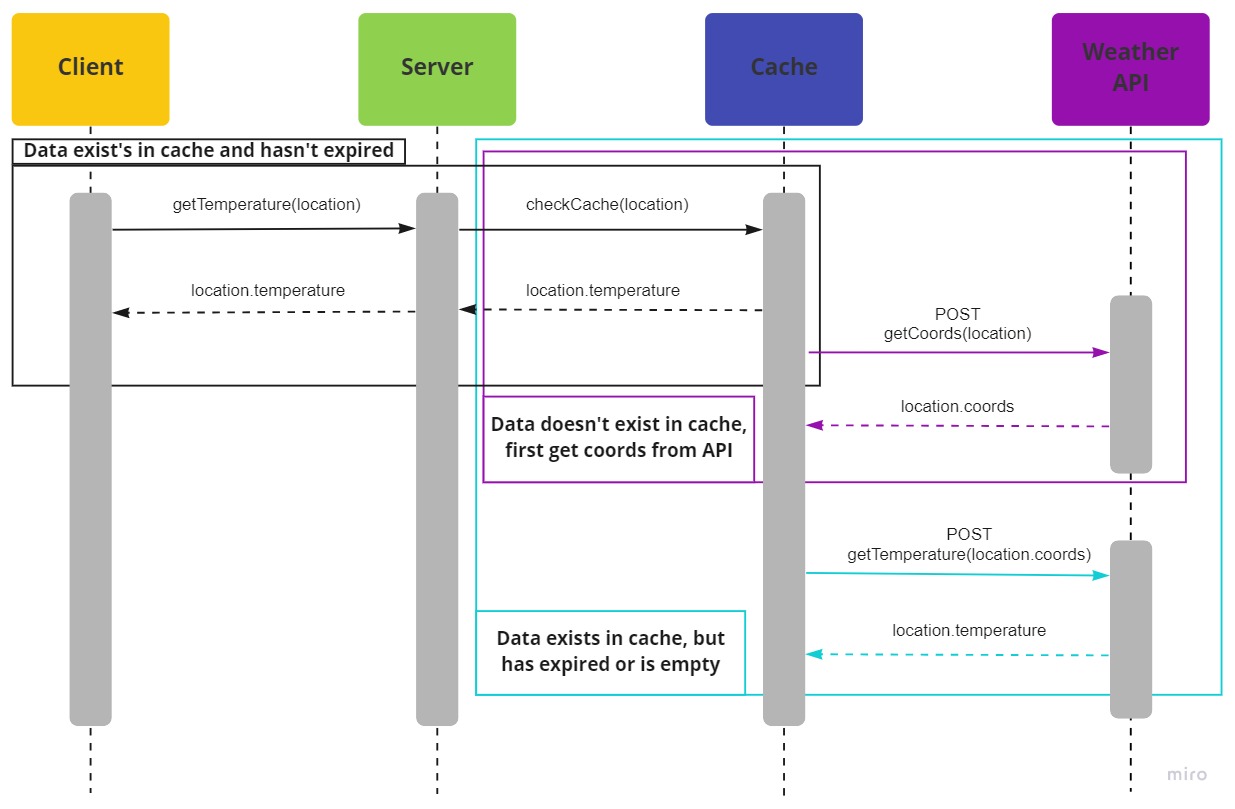 Client
Server
Cache
Weather
API
Data exist's in cache and hasn't expired
getTemperature(location)
checkCache(location)
location.temperature
location.temperature
POST
getCoords(location)
location.coords
Data doesn't exist in cache,
first get coords from API
POST
getTemperature(location.coords)
location.temperature
Data exists in cache, but
has expired or is empty
miro